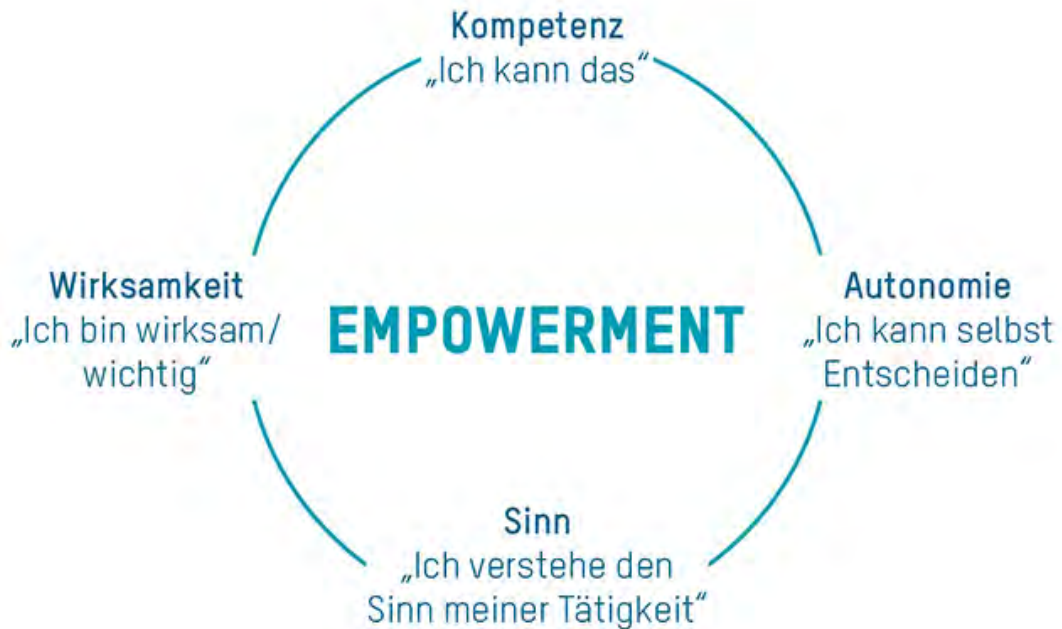 Kompetenz
„Ich kann das“
Wirksamkeit
„Ich bin wirksam/
wichtig“
EMPOWERMENT
Autonomie
„Ich kann selbst
Entscheiden“
Sinn
„Ich verstehe den
Sinn meiner Tätigkeit“